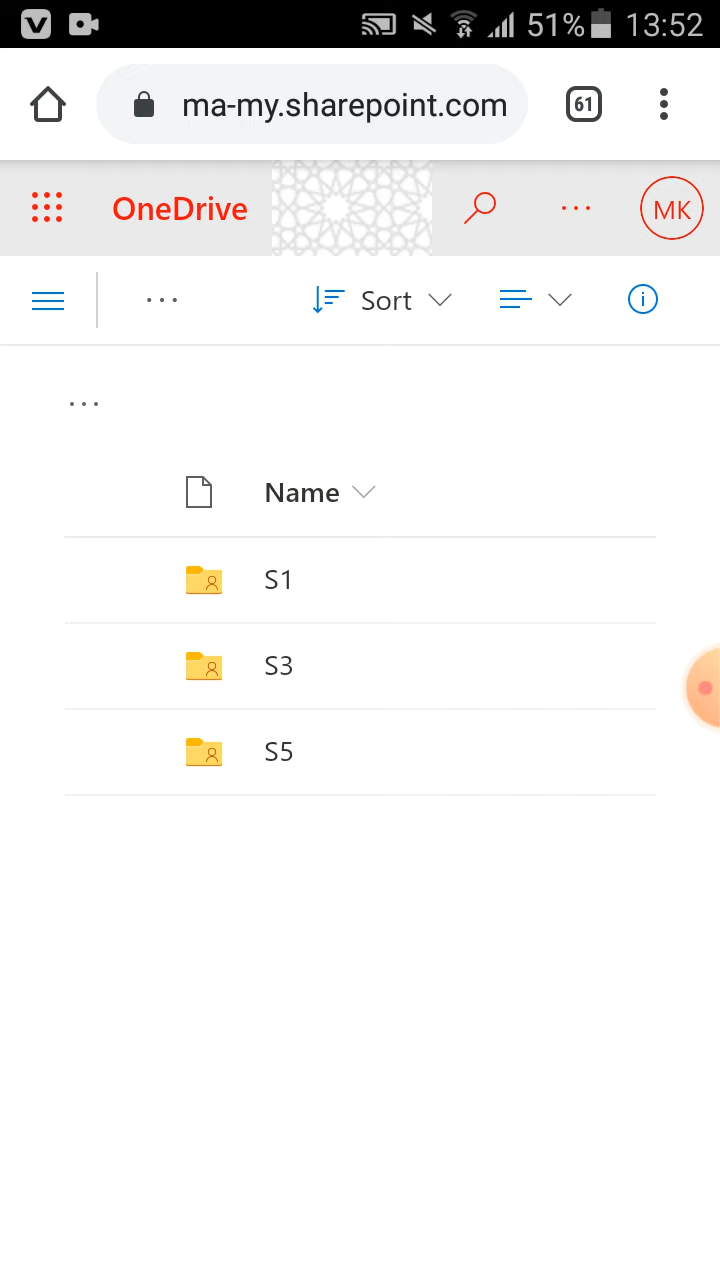 51% 13:52
ma-my.sharepoint.com 61
OneDrive ... MK
... Sort
...
Name
S1
S3
S5